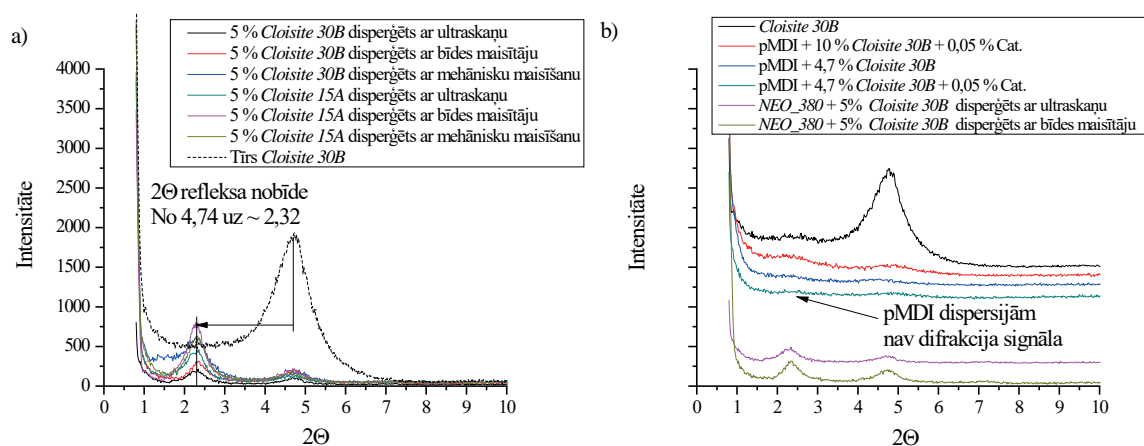 a)
5 % Cloisite 30B disperģēts ar ultraskaņu
5 % Cloisite 30B disperģēts ar bīdes maisītāju
5 % Cloisite 30B disperģēts ar mehānisku maisīšanu
5 % Cloisite 15A disperģēts ar ultraskaņu
5 % Cloisite 15A disperģēts ar bīdes maisītāju
5 % Cloisite 15A disperģēts ar mehānisku maisīšanu
Tīrs Cloisite 30B
2Θ refleksa nobīde
No 4,74 uz ~ 2,32
Intensitāte
4000
3500
3000
2500
2000
1500
1000
500
0
0 1 2 3 4 5 6 7 8 9 10
2Θ
b)
Cloisite 30B
pMDI + 10 % Cloisite 30B + 0,05 % Cat.
pMDI + 4,7 % Cloisite 30B
pMDI + 4,7 % Cloisite 30B + 0,05 % Cat.
NEO_380 + 5% Cloisite 30B disperģēts ar ultraskaņu
NEO_380 + 5% Cloisite 30B disperģēts ar bīdes maisītāju
Intensitāte
pMDI dispersijām
nav difrakcija signāla
0 1 2 3 4 5 6 7 8 9 10
2Θ